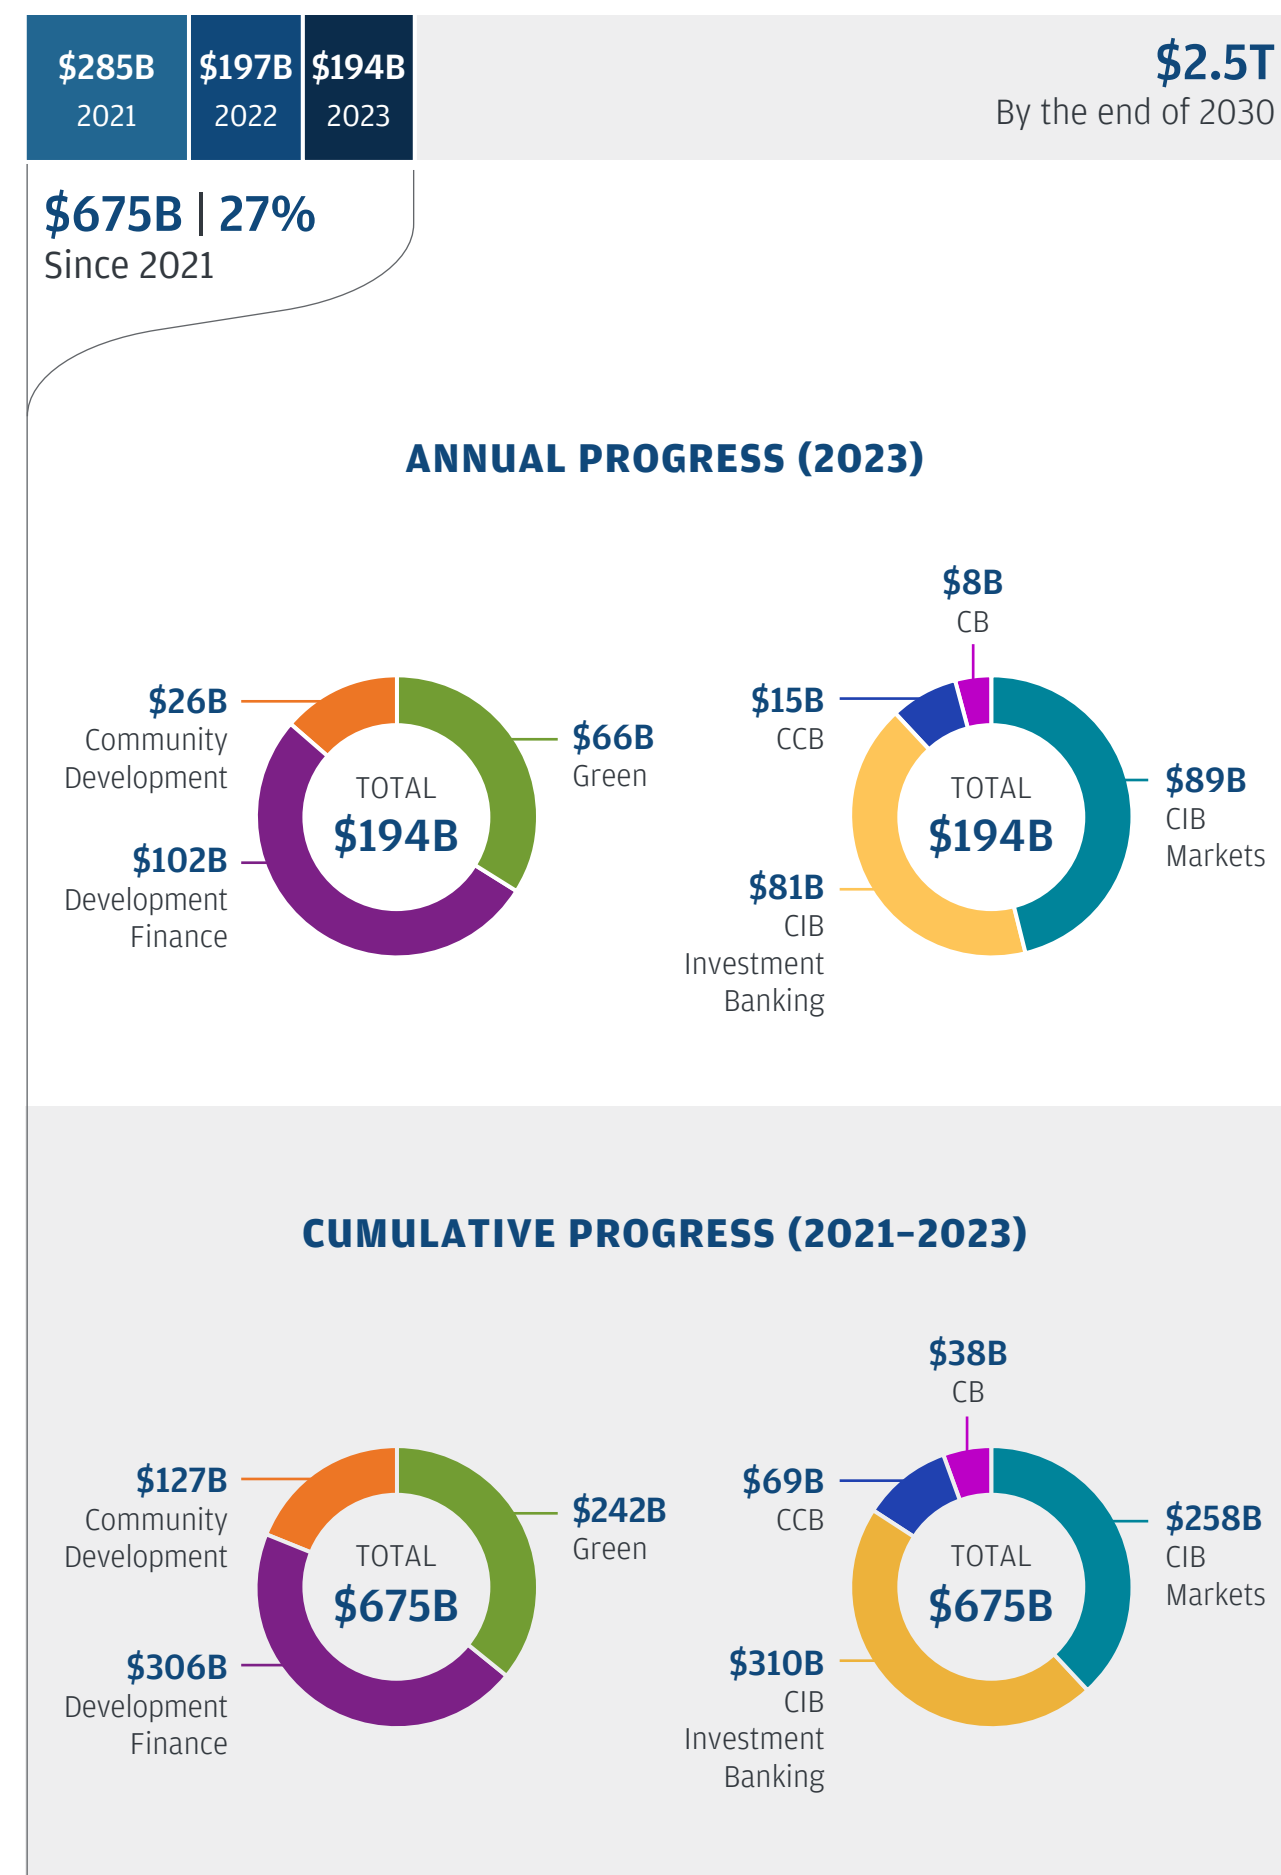 $285B
2021
$197B
2022
$194B
2023
$2.5T
By the end of 2030
$675B | 27%
Since 2021
ANNUAL PROGRESS (2023)
$26B
Community
Development
$102B
Development
Finance
TOTAL
$194B
$66B
Green
$8B
CB
$15B
CCB
$81B
CIB
Investment
Banking
TOTAL
$194B
$89B
CIB
Markets
CUMULATIVE PROGRESS (2021–2023)
$127B
Community
Development
$306B
Development
Finance
TOTAL
$675B
$242B
Green
$38B
CB
$69B
CCB
$310B
CIB
Investment
Banking
TOTAL
$675B
$258B
CIB
Markets